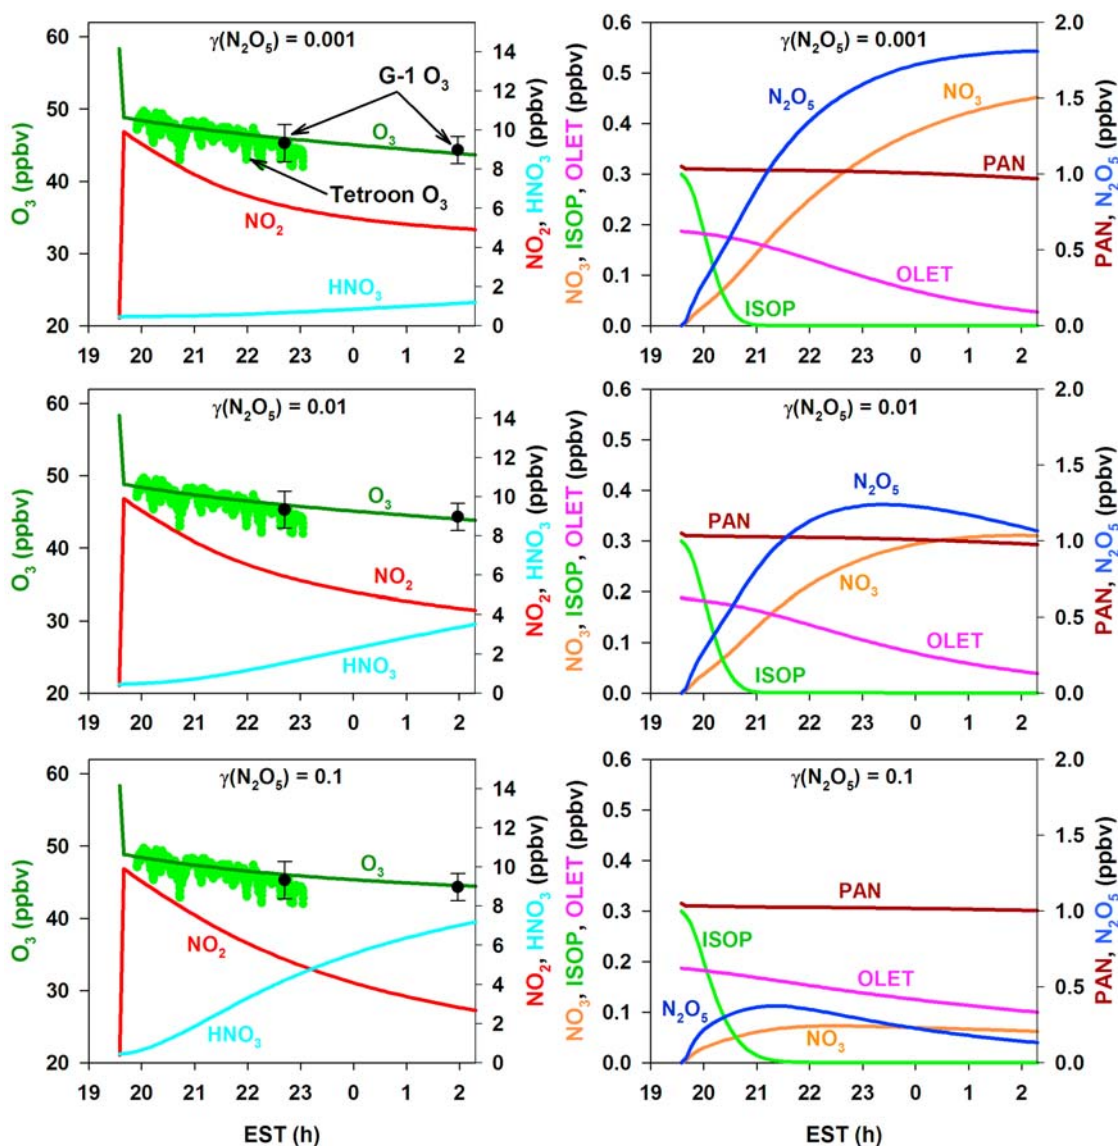 γ(N₂O₅) = 0.001
O₃ (ppbv)
60
50
40
30
20
G-1 O₃
O₃
Tetroon O₃
NO₂
HNO₃
14
12
10
8
6
4
2
0
NO₂, HNO₃ (ppbv)
19 20 21 22 23 0 1 2
γ(N₂O₅) = 0.001
NO₃, ISOP, OLET (ppbv)
0.6
0.5
0.4
0.3
0.2
0.1
0.0
N₂O₅
NO₃
PAN
OLET
ISOP
2.0
1.5
1.0
0.5
0.0
PAN, N₂O₅ (ppbv)
19 20 21 22 23 0 1 2
γ(N₂O₅) = 0.01
O₃ (ppbv)
60
50
40
30
20
O₃
NO₂
HNO₃
14
12
10
8
6
4
2
0
NO₂, HNO₃ (ppbv)
19 20 21 22 23 0 1 2
γ(N₂O₅) = 0.01
NO₃, ISOP, OLET (ppbv)
0.6
0.5
0.4
0.3
0.2
0.1
0.0
N₂O₅
PAN
NO₃
OLET
ISOP
2.0
1.5
1.0
0.5
0.0
PAN, N₂O₅ (ppbv)
19 20 21 22 23 0 1 2
γ(N₂O₅) = 0.1
O₃ (ppbv)
60
50
40
30
20
O₃
NO₂
HNO₃
14
12
10
8
6
4
2
0
NO₂, HNO₃ (ppbv)
19 20 21 22 23 0 1 2
EST (h)
γ(N₂O₅) = 0.1
NO₃, ISOP, OLET (ppbv)
0.6
0.5
0.4
0.3
0.2
0.1
0.0
PAN
ISOP
OLET
N₂O₅
NO₃
2.0
1.5
1.0
0.5
0.0
PAN, N₂O₅ (ppbv)
19 20 21 22 23 0 1 2
EST (h)